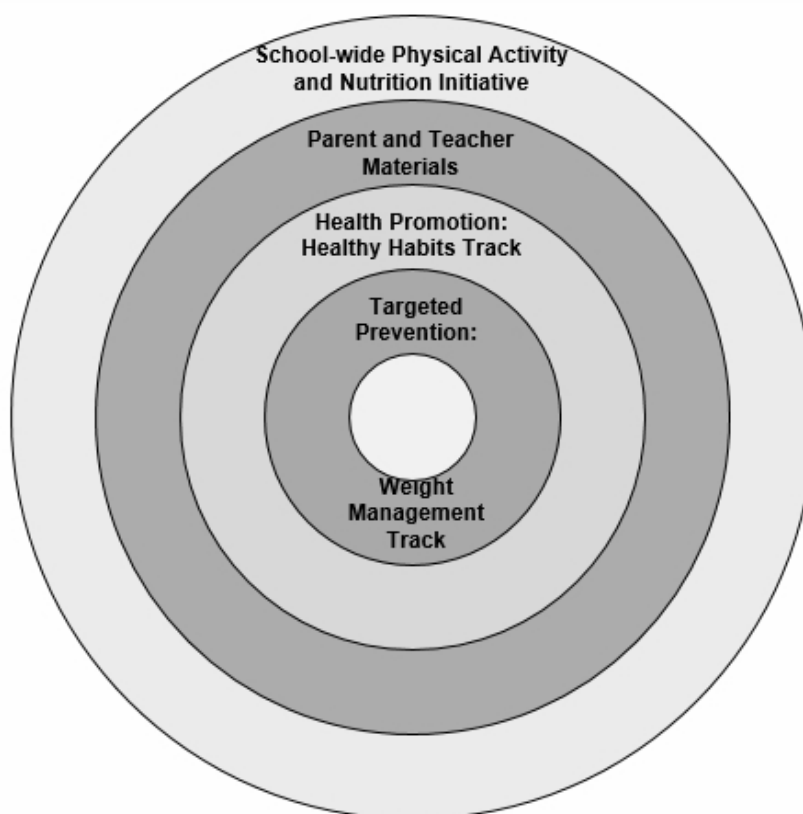 School-wide Physical Activity
and Nutrition Initiative
Parent and Teacher
Materials
Health Promotion:
Healthy Habits Track
Targeted
Prevention:
Weight
Management
Track